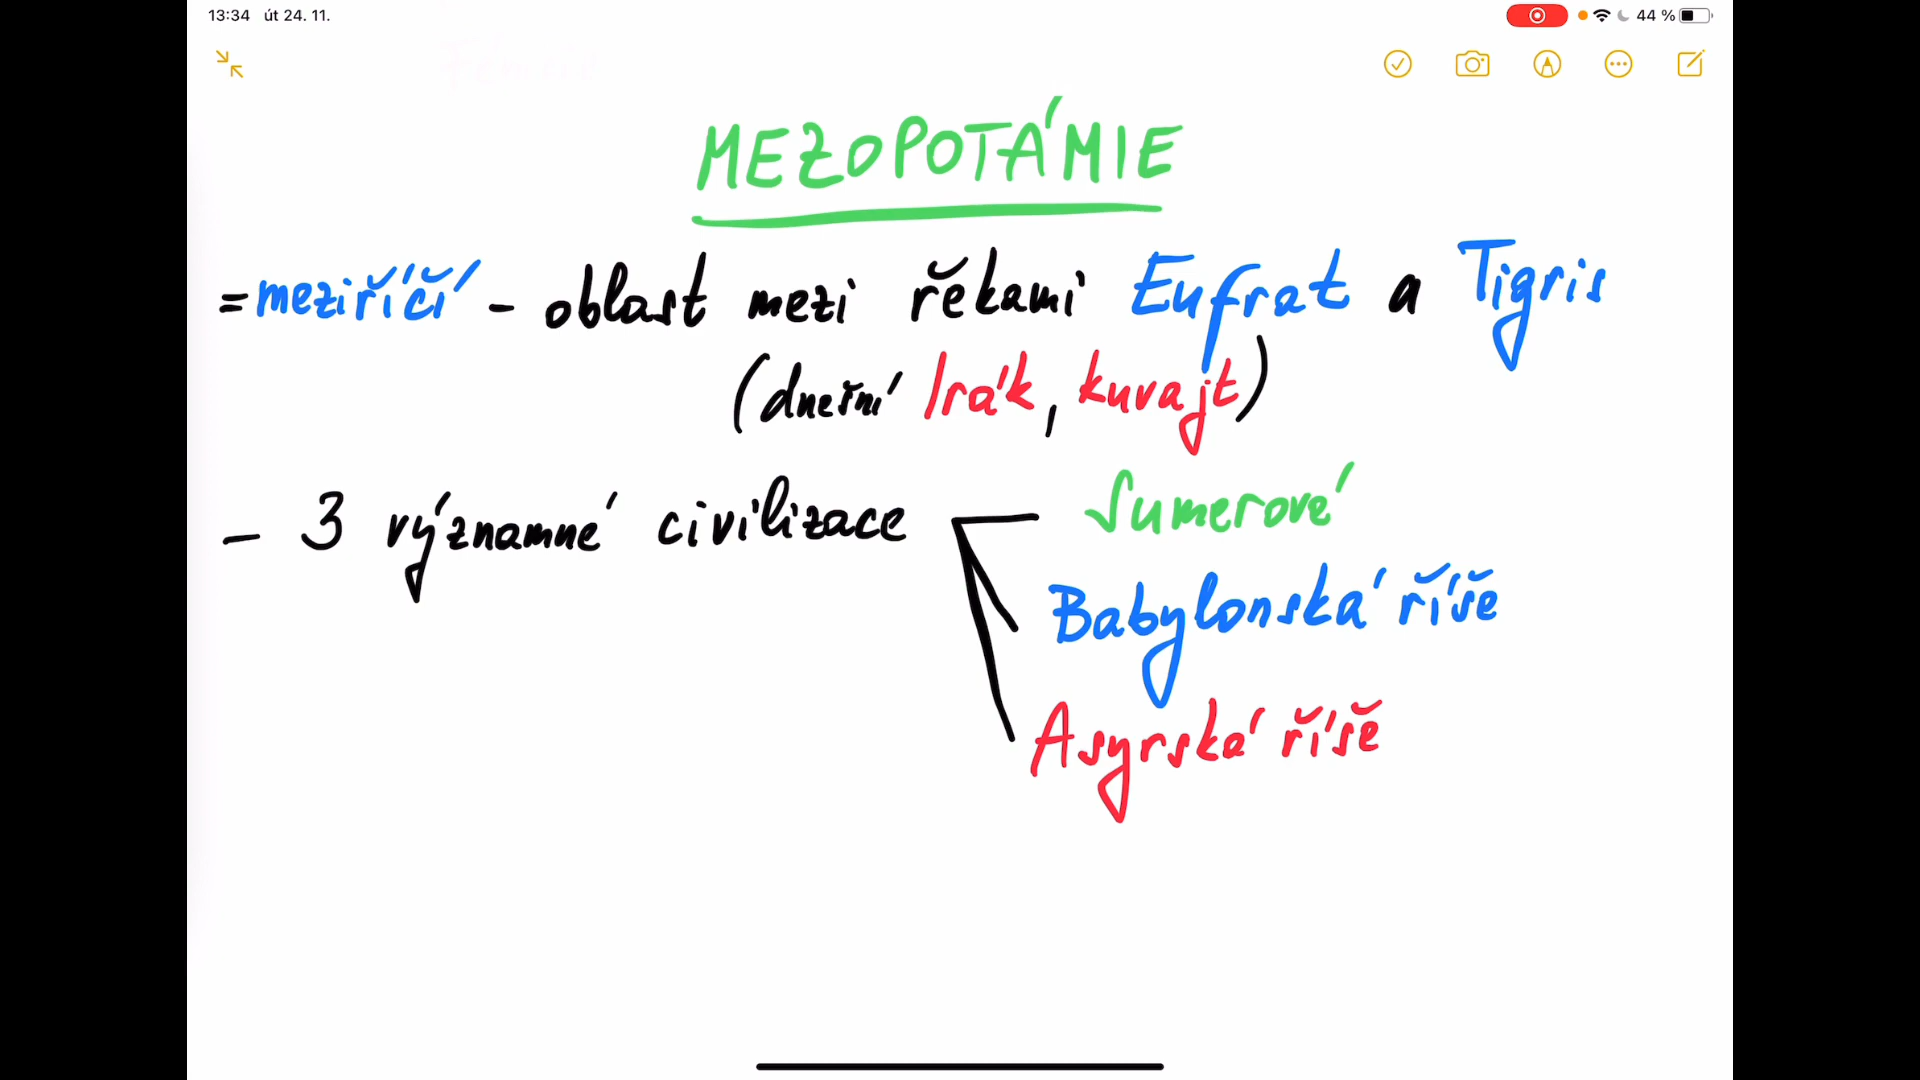 13:34 út 24. 11. 44 %
MEZOPOTÁMIE
= meziříčí - oblast mezi řekami Eufrat a Tigris
(dnešní Irák, kuvajt)
- 3 významné civilizace
Sumerové
Babylonská říše
Asyrská říše